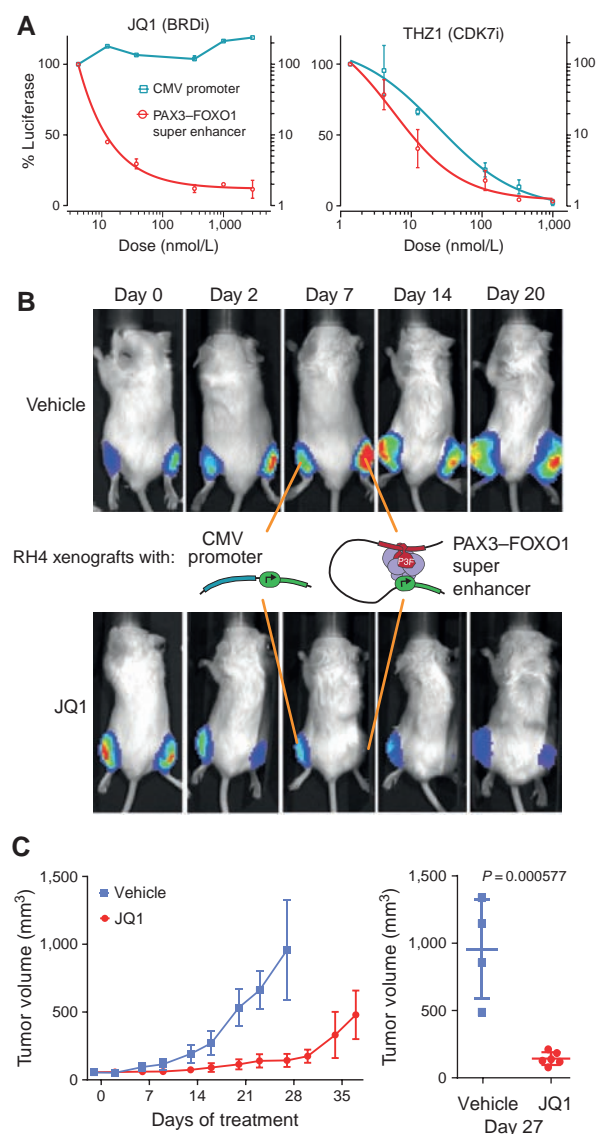 A
JQ1 (BRDi)
THZ1 (CDK7i)
% Luciferase
100
50
0
100
10
1
CMV promoter
PAX3–FOXO1
super enhancer
10
100
1,000
Dose (nmol/L)
100
50
0
100
10
1
1
10
100
1,000
Dose (nmol/L)
B
Day 0 Day 2 Day 7 Day 14 Day 20
Vehicle
RH4 xenografts with:
CMV
promoter
P3F
PAX3–FOXO1
super
enhancer
JQ1
C
Tumor volume (mm3)
1,500
1,000
500
0
Vehicle
JQ1
0 7 14 21 28 35
Days of treatment
Tumor volume (mm3)
1,500
1,000
500
0
P = 0.000577
Vehicle JQ1
Day 27